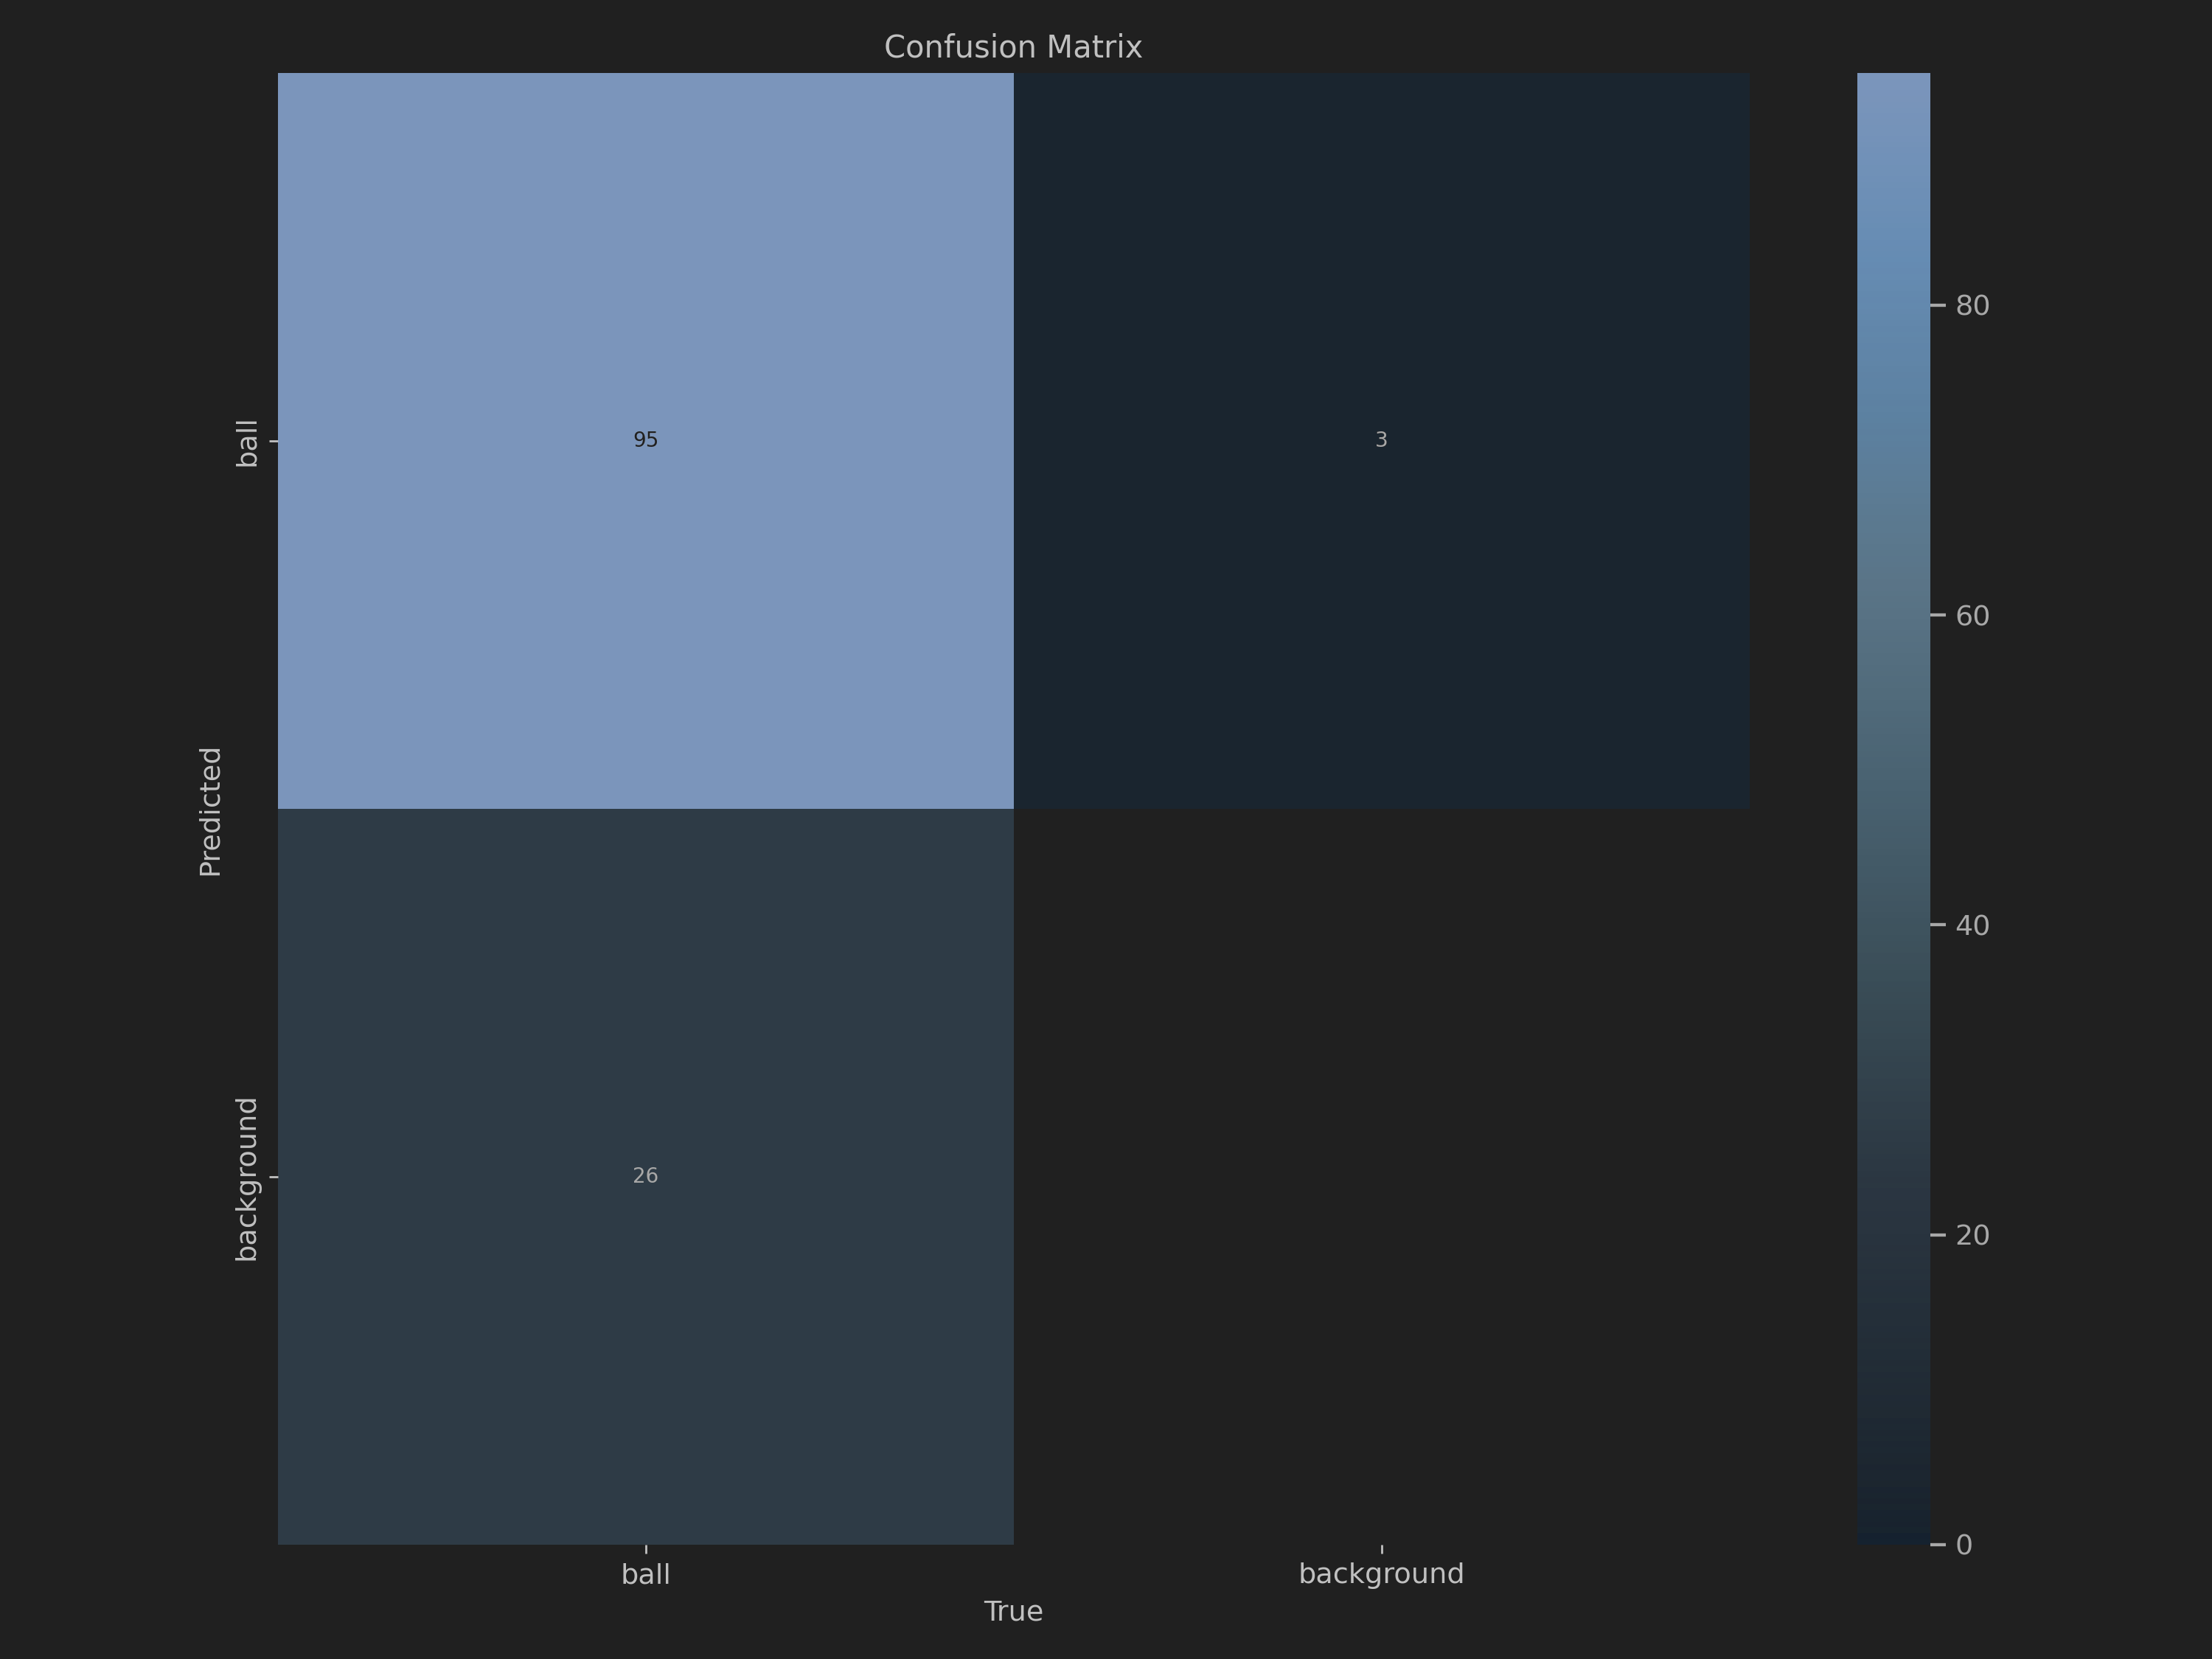 Confusion Matrix
ball
95
3
80
60
Predicted
40
background
26
20
0
ball
background
True